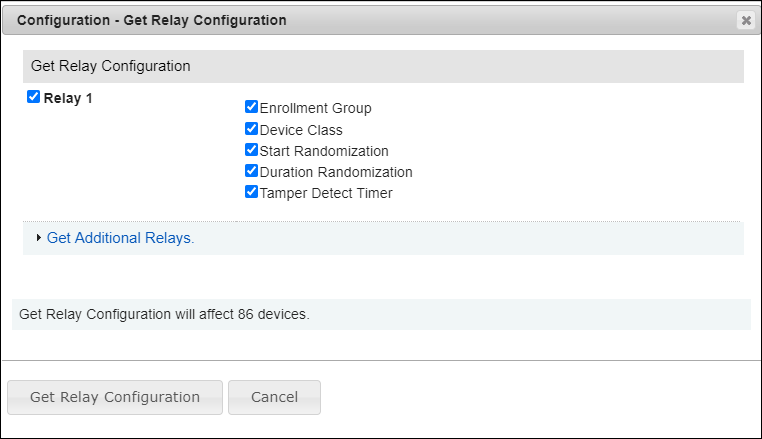 Configuration - Get Relay Configuration
Get Relay Configuration
Relay 1
Enrollment Group
Device Class
Start Randomization
Duration Randomization
Tamper Detect Timer
Get Additional Relays.
Get Relay Configuration will affect 86 devices.
Get Relay Configuration
Cancel